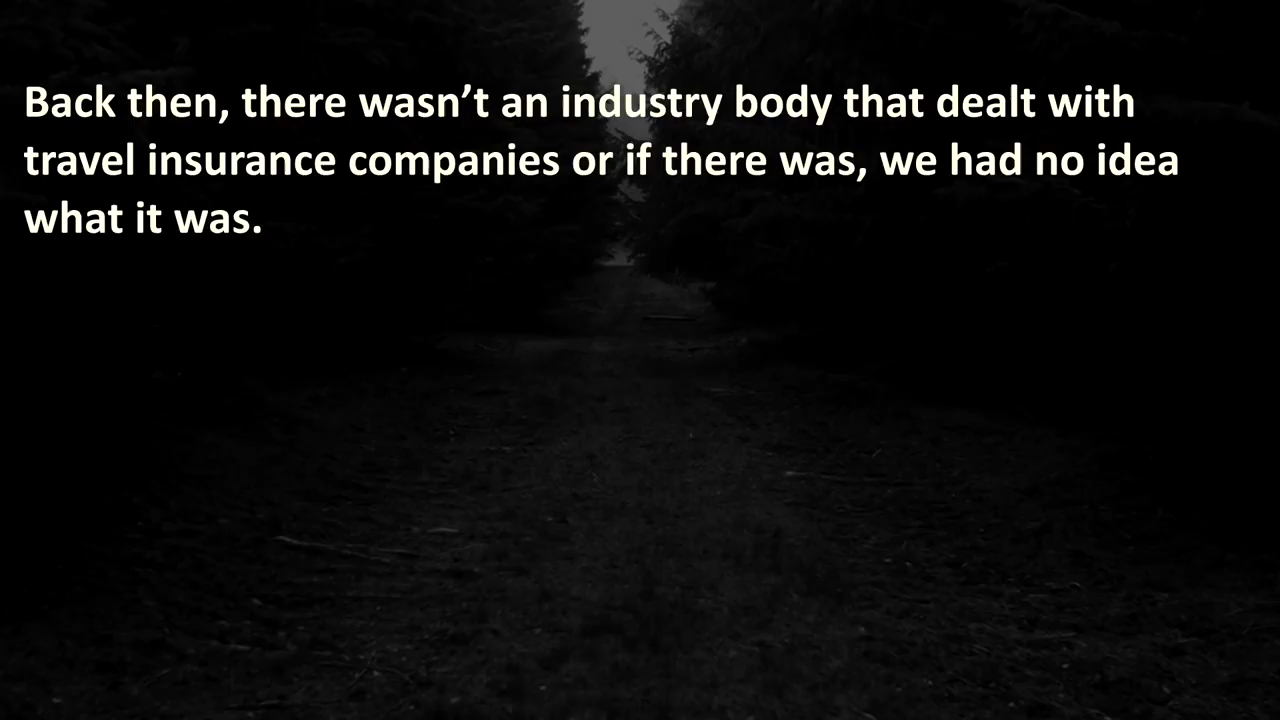 Back then, there wasn’t an industry body that dealt with
travel insurance companies or if there was, we had no idea
what it was.